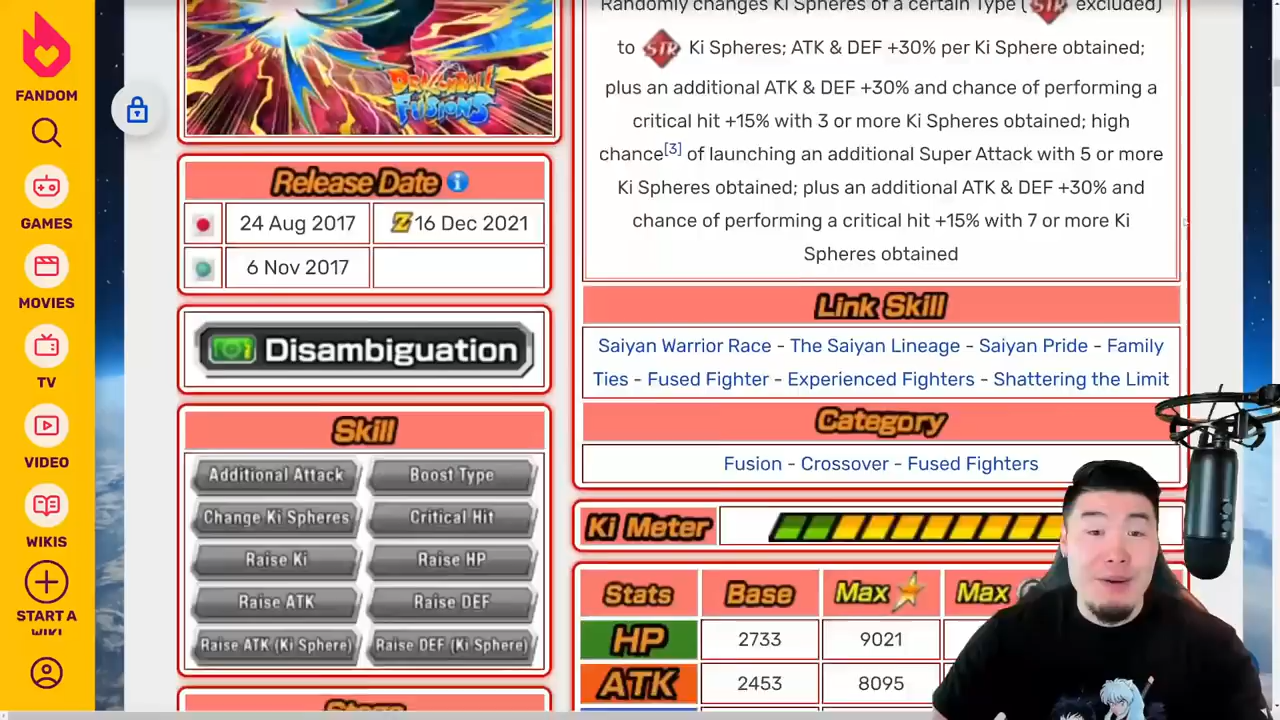 FANDOM
GAMES
MOVIES
TV
VIDEO
WIKIS
START A
DRAGONBALL
FUSIONS
Release Date
24 Aug 2017
Z 16 Dec 2021
6 Nov 2017
Disambiguation
Skill
Additional Attack
Boost Type
Change Ki Spheres
Critical Hit
Raise Ki
Raise HP
Raise ATK
Raise DEF
Raise ATK (Ki Sphere)
Raise DEF (Ki Sphere)
Randomly changes Ki Spheres of a certain Type (STR excluded)
to STR Ki Spheres; ATK & DEF +30% per Ki Sphere obtained;
plus an additional ATK & DEF +30% and chance of performing a
critical hit +15% with 3 or more Ki Spheres obtained; high
chance[3] of launching an additional Super Attack with 5 or more
Ki Spheres obtained; plus an additional ATK & DEF +30% and
chance of performing a critical hit +15% with 7 or more Ki
Spheres obtained
Link Skill
Saiyan Warrior Race - The Saiyan Lineage - Saiyan Pride - Family
Ties - Fused Fighter - Experienced Fighters - Shattering the Limit
Category
Fusion - Crossover - Fused Fighters
Ki Meter
Stats Base Max Max
HP 2733 9021
ATK 2453 8095